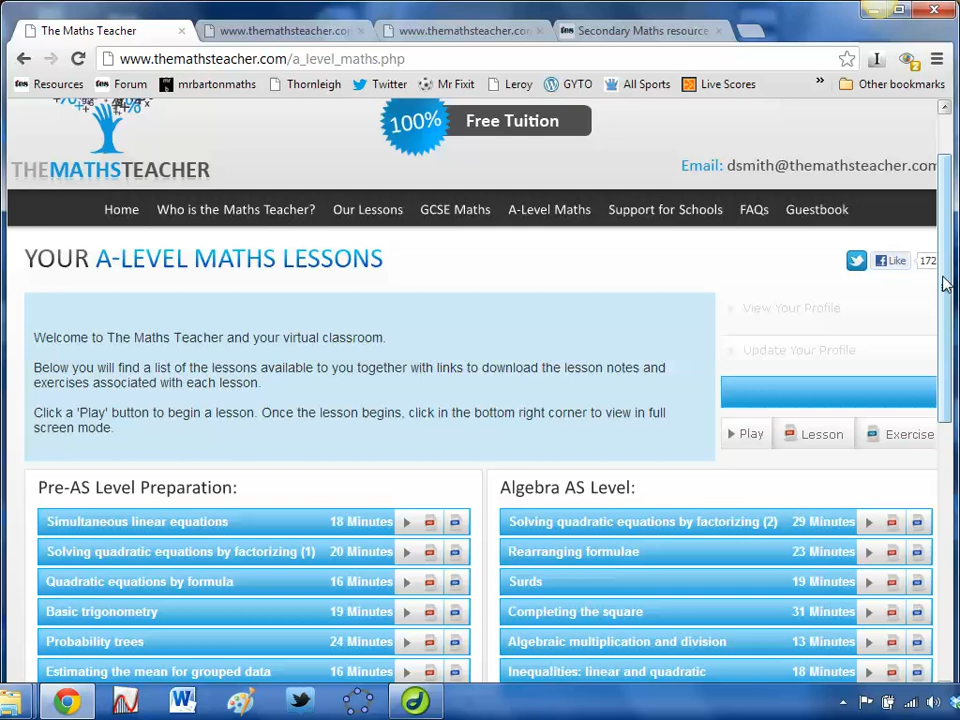 The Maths Teacher
www.themathsteacher.co
www.themathsteacher.com
Secondary Maths resource
www.themathsteacher.com/a_level_maths.php
Resources
Forum
mrbartonmaths
Thornleigh
Twitter
Mr Fixit
Leroy
GYTO
All Sports
Live Scores
Other bookmarks
100%
Free Tuition
THEMATHSTEACHER
Email: dsmith@themathsteacher.com
Home
Who is the Maths Teacher?
Our Lessons
GCSE Maths
A-Level Maths
Support for Schools
FAQs
Guestbook
YOUR A-LEVEL MATHS LESSONS
Like
172
Welcome to The Maths Teacher and your virtual classroom.
Below you will find a list of the lessons available to you together with links to download the lesson notes and
exercises associated with each lesson.
Click a 'Play' button to begin a lesson. Once the lesson begins, click in the bottom right corner to view in full
screen mode.
View Your Profile
Update Your Profile
Play
Lesson
Exercise
Pre-AS Level Preparation:
Simultaneous linear equations 18 Minutes
Solving quadratic equations by factorizing (1) 20 Minutes
Quadratic equations by formula 16 Minutes
Basic trigonometry 19 Minutes
Probability trees 24 Minutes
Estimating the mean for grouped data 16 Minutes
Algebra AS Level:
Solving quadratic equations by factorizing (2) 29 Minutes
Rearranging formulae 23 Minutes
Surds 19 Minutes
Completing the square 31 Minutes
Algebraic multiplication and division 13 Minutes
Inequalities: linear and quadratic 18 Minutes